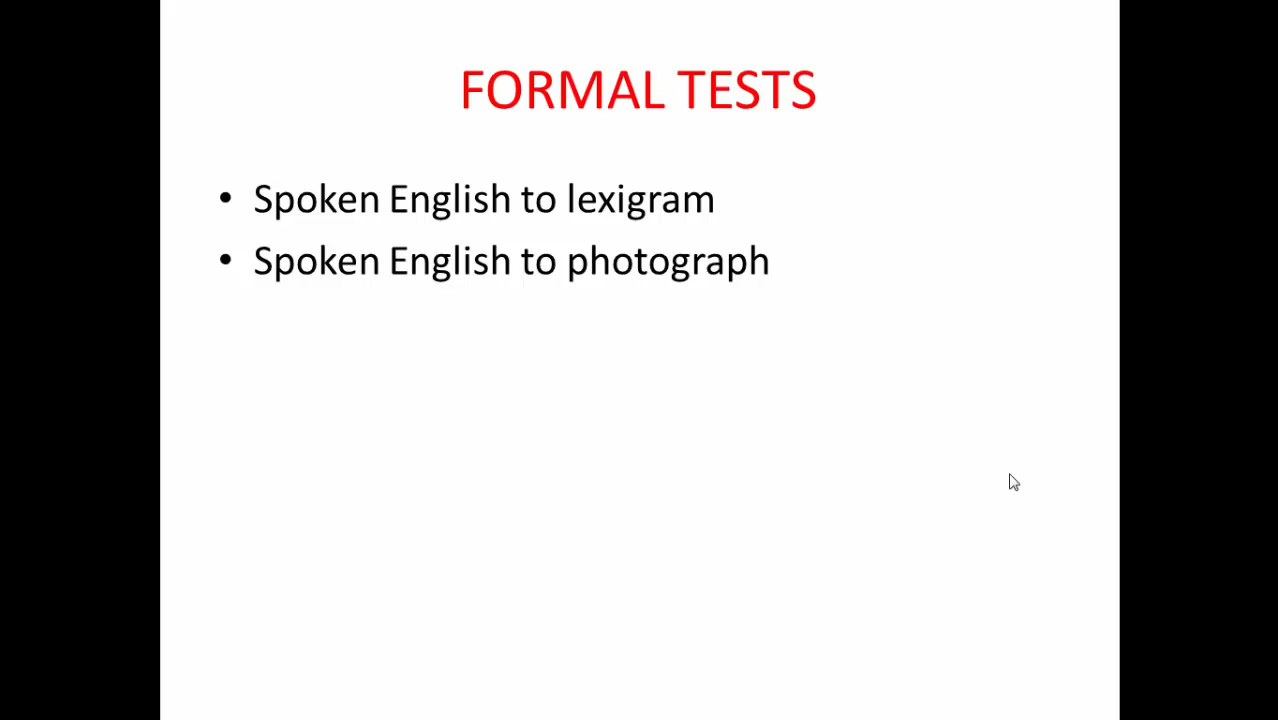 FORMAL TESTS
• Spoken English to lexigram
• Spoken English to photograph